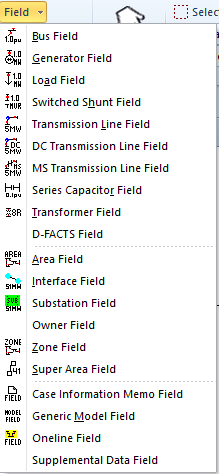 Field
Selec
Bus Field
Generator Field
Load Field
Switched Shunt Field
Transmission Line Field
DC Transmission Line Field
MS Transmission Line Field
Series Capacitor Field
Transformer Field
D-FACTS Field
Area Field
Interface Field
Substation Field
Owner Field
Zone Field
Super Area Field
Case Information Memo Field
Generic Model Field
Oneline Field
Supplemental Data Field